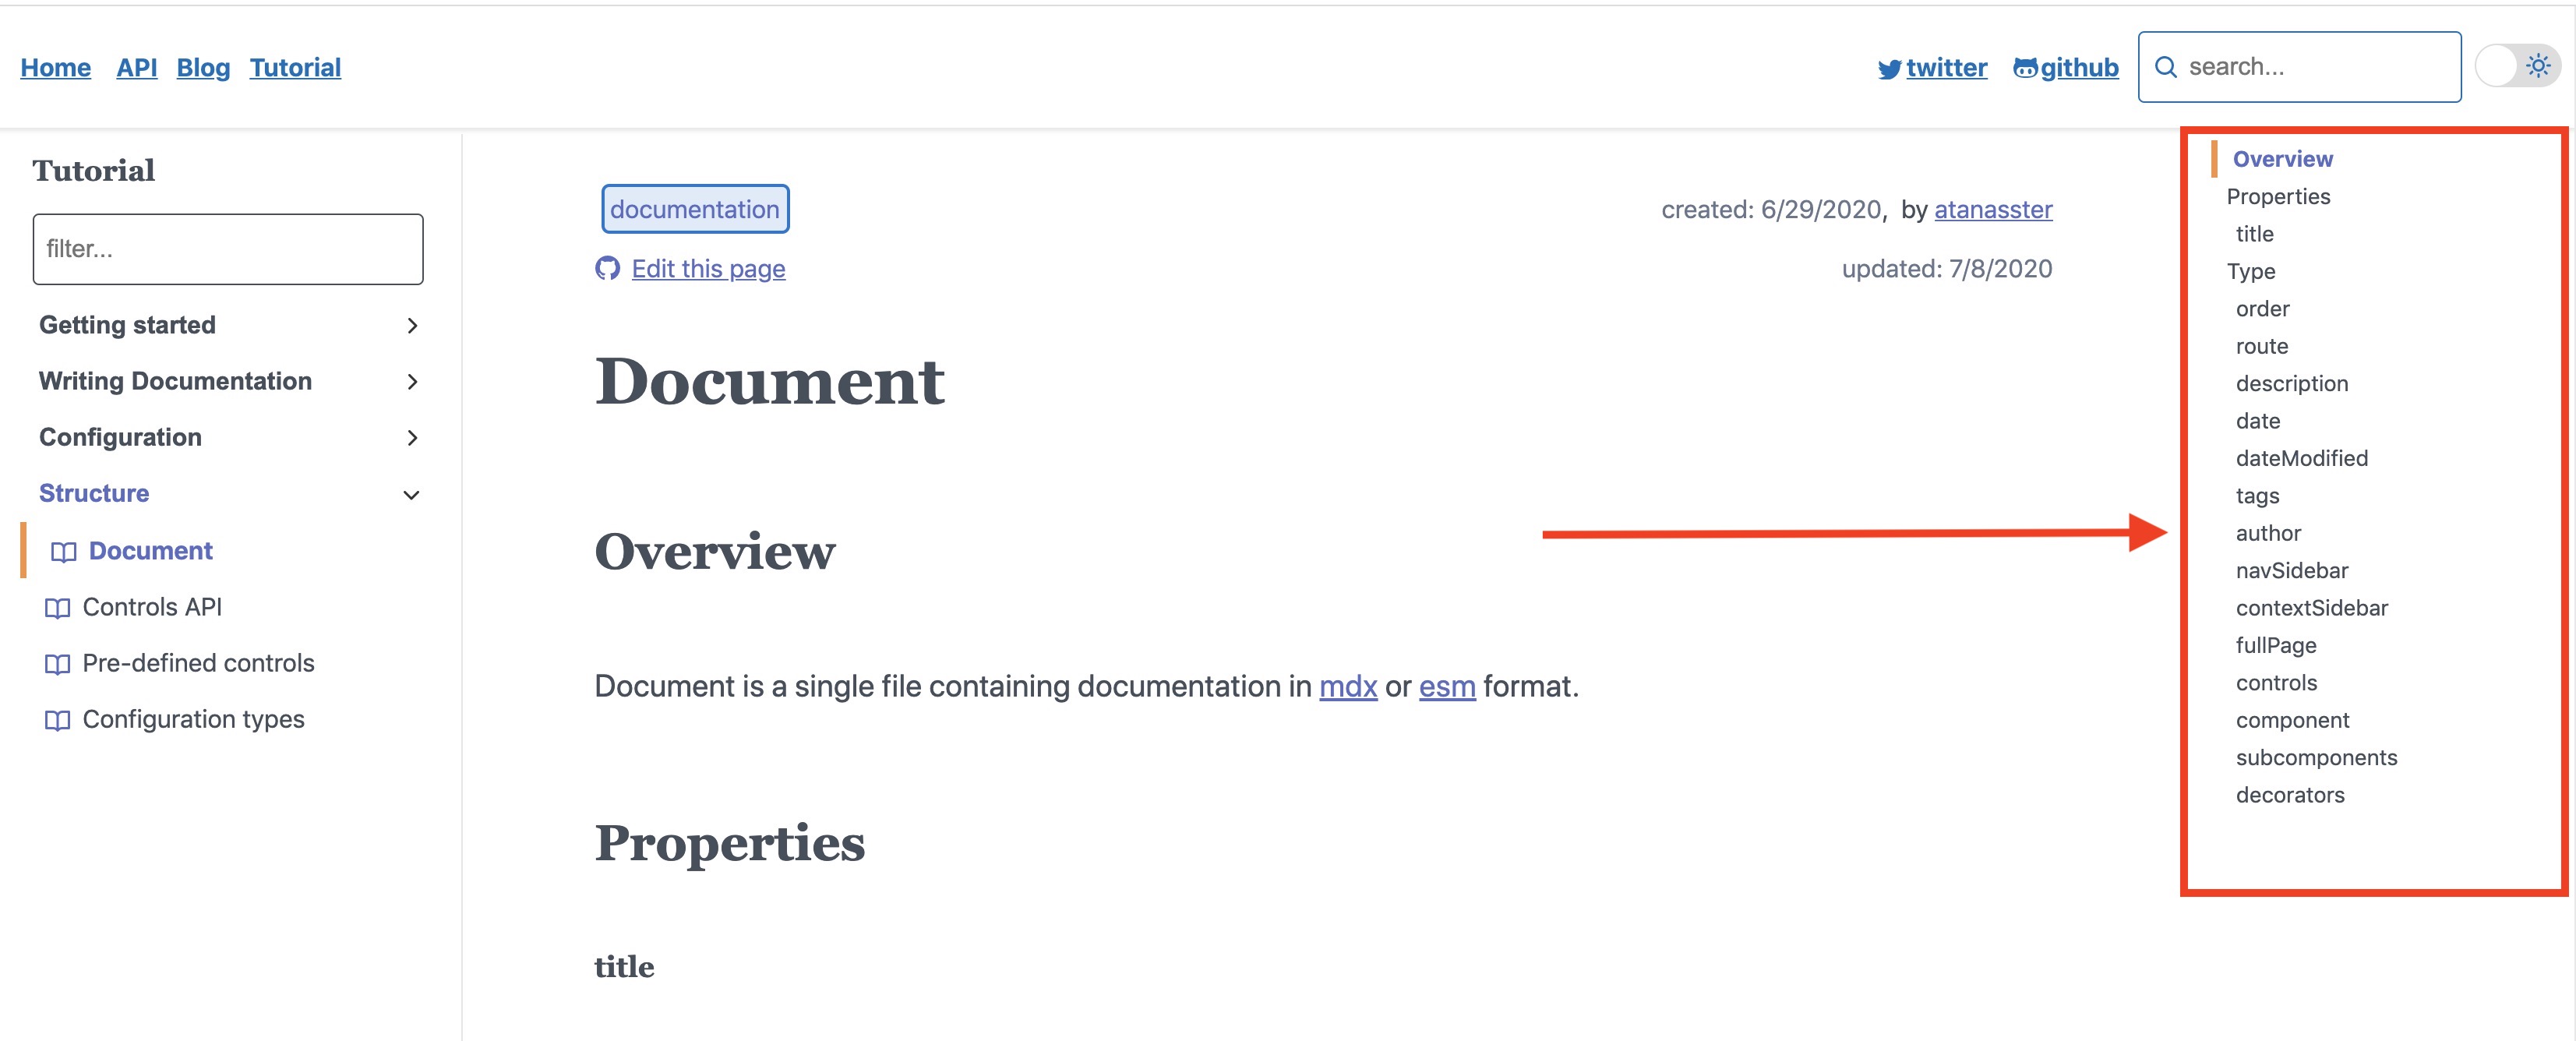 Home API Blog Tutorial
twitter github search...
Tutorial
filter...
Getting started
Writing Documentation
Configuration
Structure
Document
Controls API
Pre-defined controls
Configuration types
documentation
created: 6/29/2020, by atanasster
Edit this page
updated: 7/8/2020
Document
Overview
Document is a single file containing documentation in mdx or esm format.
Properties
title
Overview
Properties
title
Type
order
route
description
date
dateModified
tags
author
navSidebar
contextSidebar
fullPage
controls
component
subcomponents
decorators